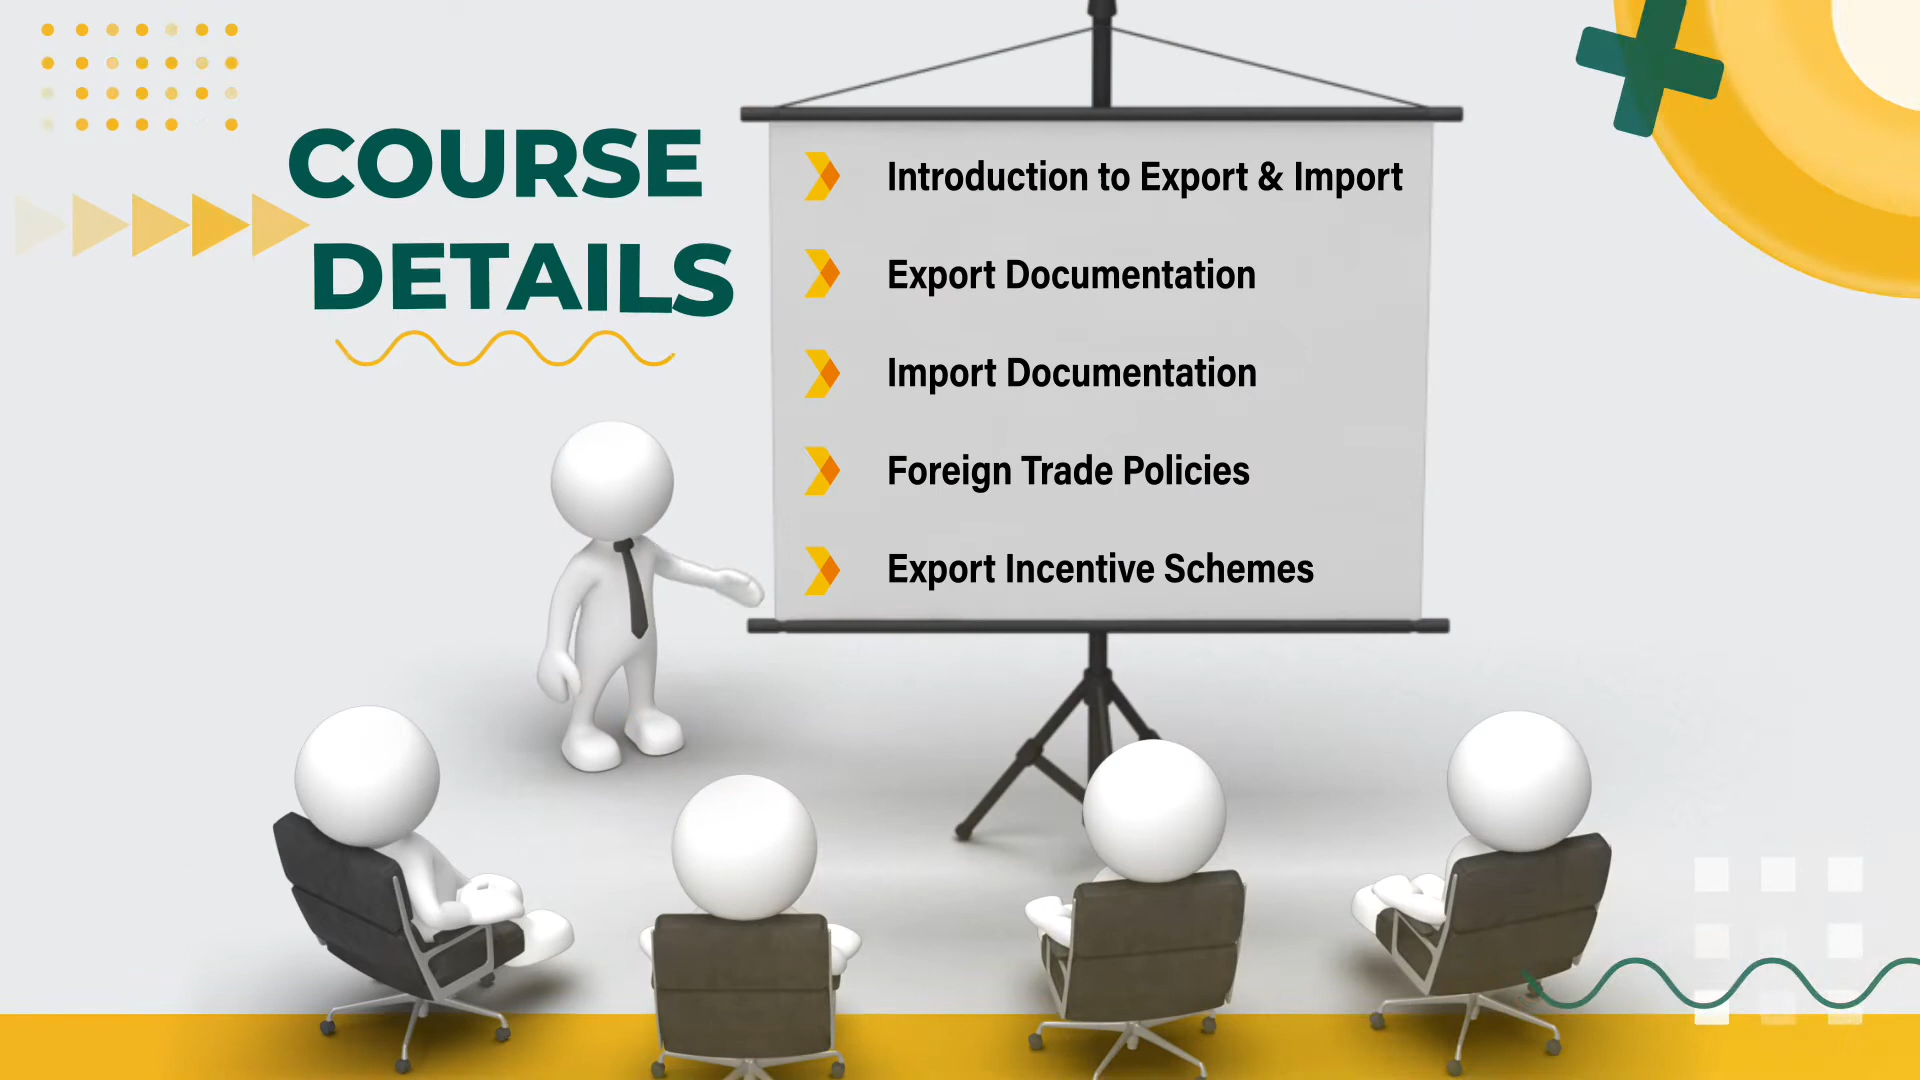 COURSE
DETAILS
Introduction to Export & Import
Export Documentation
Import Documentation
Foreign Trade Policies
Export Incentive Schemes